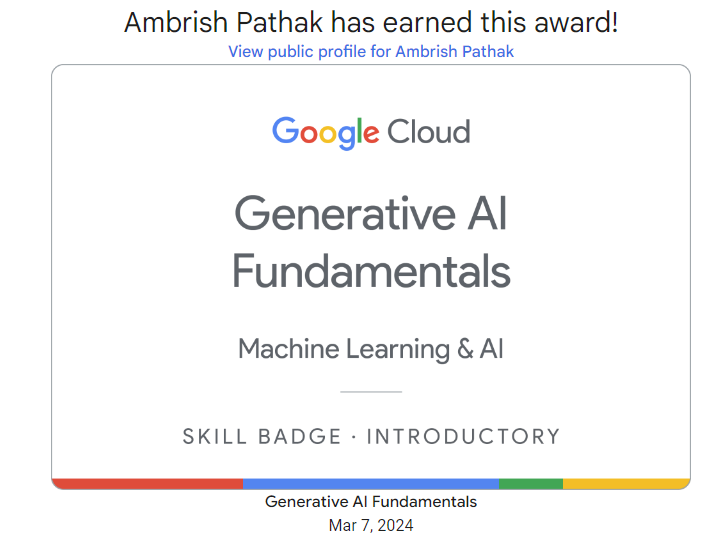 Ambrish Pathak has earned this award!
View public profile for Ambrish Pathak
Google Cloud
Generative AI
Fundamentals
Machine Learning & AI
SKILL BADGE · INTRODUCTORY
Generative AI Fundamentals
Mar 7, 2024